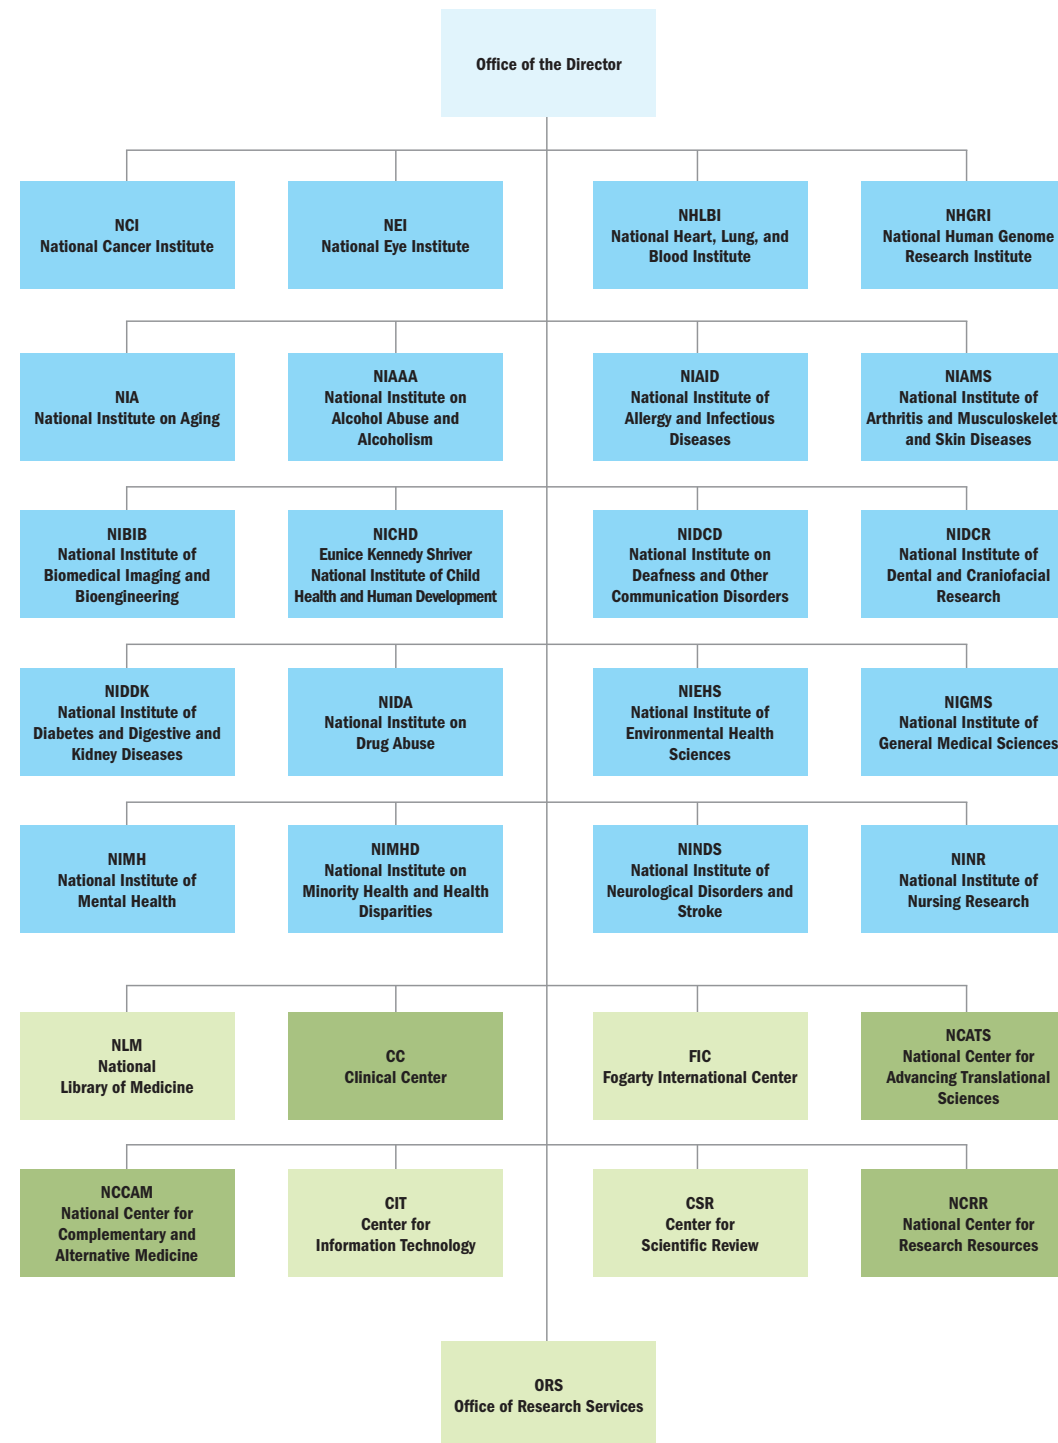 Office of the Director
NCI
National Cancer Institute
NEI
National Eye Institute
NHLBI
National Heart, Lung, and
Blood Institute
NHGRI
National Human Genome
Research Institute
NIA
National Institute on Aging
NIAAA
National Institute on
Alcohol Abuse and
Alcoholism
NIAID
National Institute of
Allergy and Infectious
Diseases
NIAMS
National Institute of
Arthritis and Musculoskelet
and Skin Diseases
NIBIB
National Institute of
Biomedical Imaging and
Bioengineering
NICHD
Eunice Kennedy Shriver
National Institute of Child
Health and Human Development
NIDCD
National Institute on
Deafness and Other
Communication Disorders
NIDCR
National Institute of
Dental and Craniofacial
Research
NIDDK
National Institute of
Diabetes and Digestive and
Kidney Diseases
NIDA
National Institute on
Drug Abuse
NIEHS
National Institute of
Environmental Health
Sciences
NIGMS
National Institute of
General Medical Sciences
NIMH
National Institute of
Mental Health
NIMHD
National Institute on
Minority Health and Health
Disparities
NINDS
National Institute of
Neurological Disorders and
Stroke
NINR
National Institute of
Nursing Research
NLM
National
Library of Medicine
CC
Clinical Center
FIC
Fogarty International Center
NCATS
National Center for
Advancing Translational
Sciences
NCCAM
National Center for
Complementary and
Alternative Medicine
CIT
Center for
Information Technology
CSR
Center for
Scientific Review
NCRR
National Center for
Research Resources
ORS
Office of Research Services